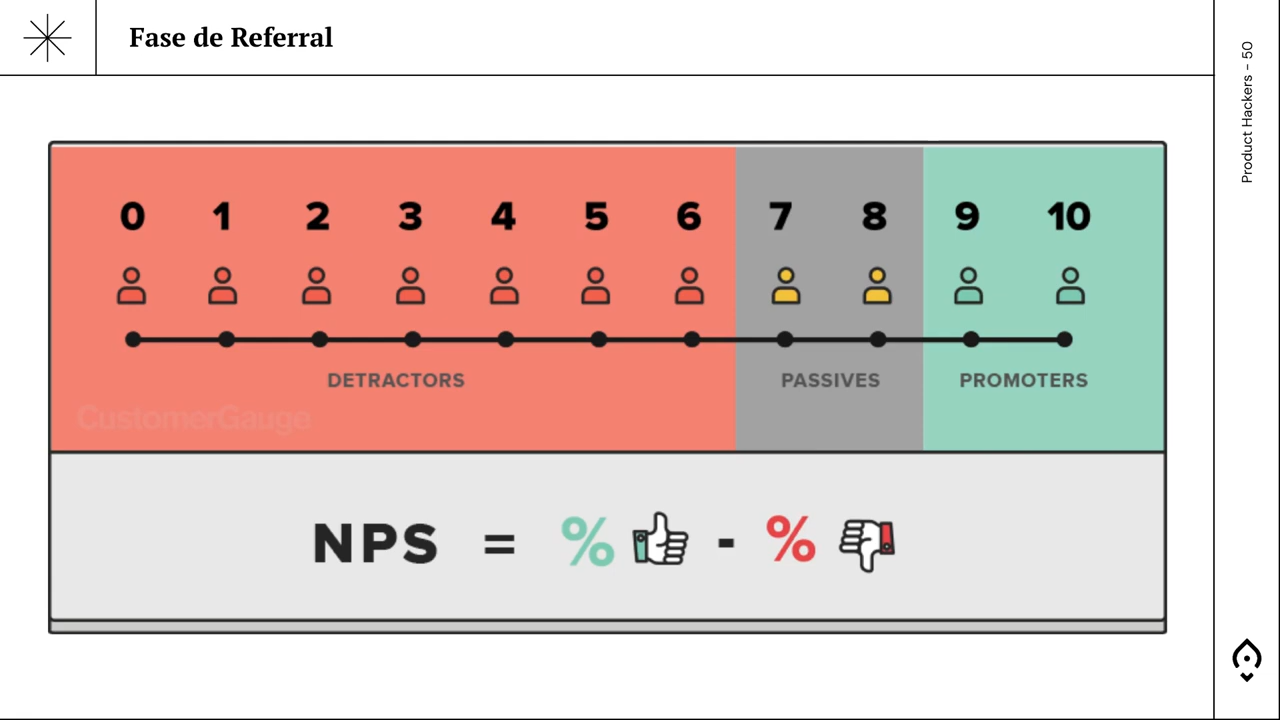 Fase de Referral
Product Hackers – 50
0 1 2 3 4 5 6 7 8 9 10
DETRACTORS PASSIVES PROMOTERS
CustomerGauge
NPS = % - %